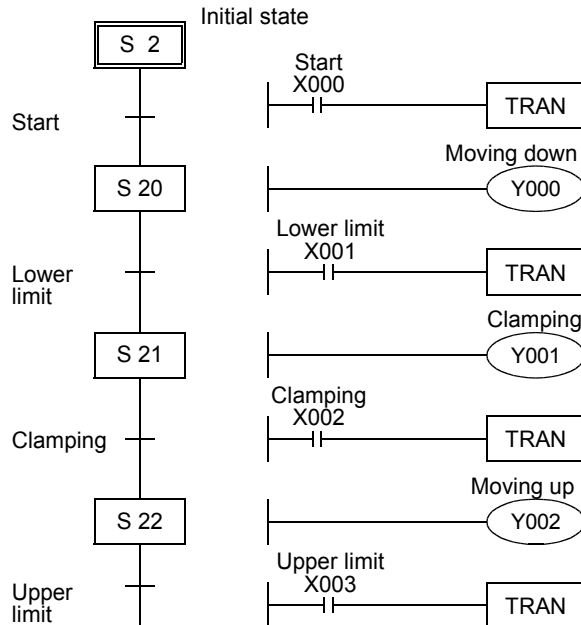 Initial state
S 2
Start
X000
TRAN
Start
Moving down
S 20
Y000
Lower limit
X001
TRAN
Lower
limit
Clamping
S 21
Y001
Clamping
X002
TRAN
Clamping
Moving up
S 22
Y002
Upper limit
X003
TRAN
Upper
limit